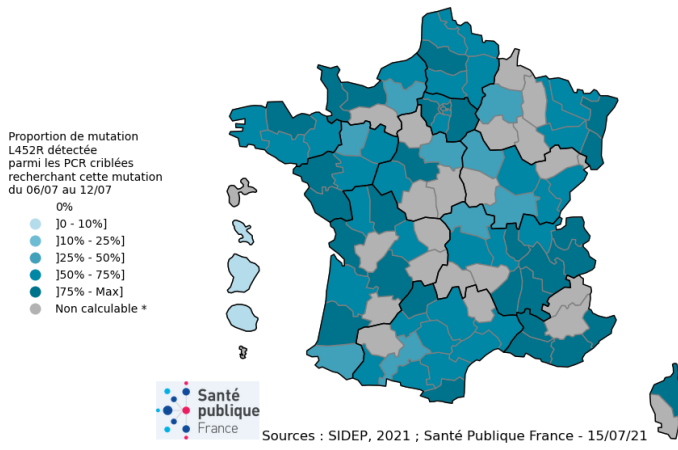 Proportion de mutation
L452R détectée
parmi les PCR criblées
recherchant cette mutation
du 06/07 au 12/07
0%
]0 - 10%]
]10% - 25%]
]25% - 50%]
]50% - 75%]
]75% - Max]
Non calculable *
Santé
publique
France
Sources : SIDEP, 2021 ; Santé Publique France - 15/07/21